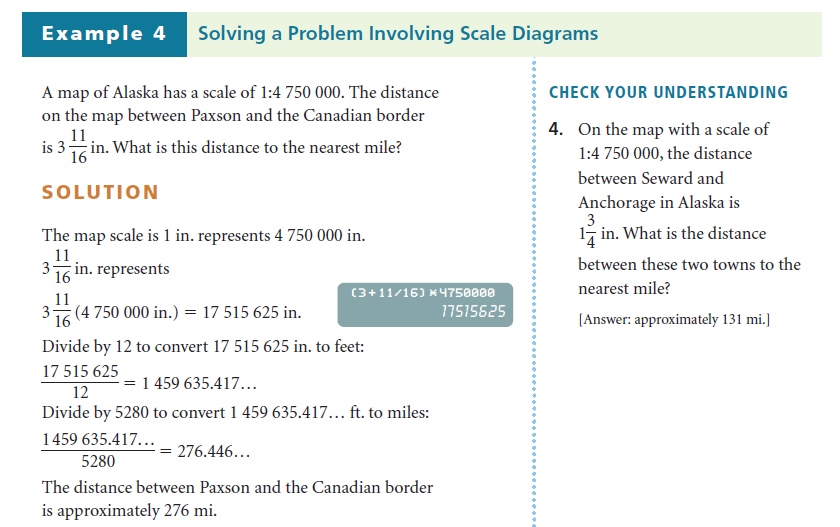 Example 4 Solving a Problem Involving Scale Diagrams
A map of Alaska has a scale of 1:4 750 000. The distance
on the map between Paxson and the Canadian border
is 3 11/16 in. What is this distance to the nearest mile?
SOLUTION
The map scale is 1 in. represents 4 750 000 in.
3 11/16 in. represents
3 11/16 (4 750 000 in.) = 17 515 625 in.
(3+11/16)*4750000
17515625
Divide by 12 to convert 17 515 625 in. to feet:
17 515 625/12 = 1 459 635.417...
Divide by 5280 to convert 1 459 635.417... ft. to miles:
1459 635.417.../5280 = 276.446...
The distance between Paxson and the Canadian border
is approximately 276 mi.
CHECK YOUR UNDERSTANDING
4. On the map with a scale of
1:4 750 000, the distance
between Seward and
Anchorage in Alaska is
1 3/4 in. What is the distance
between these two towns to the
nearest mile?
[Answer: approximately 131 mi.]